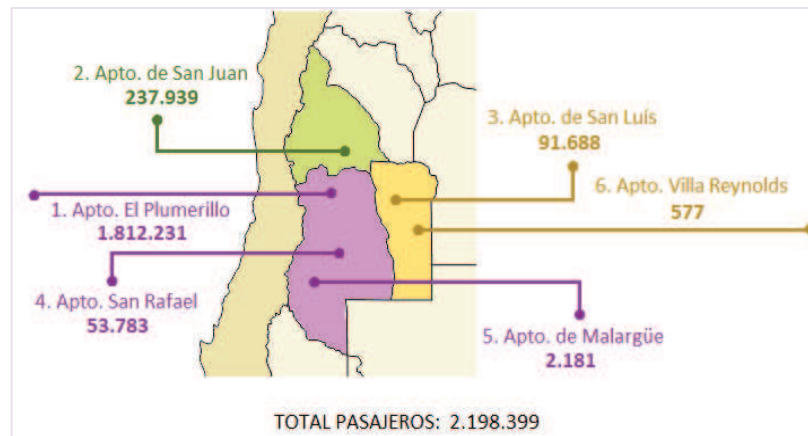 2. Apto. de San Juan
237.939
3. Apto. de San Luís
91.688
6. Apto. Villa Reynolds
577
1. Apto. El Plumerillo
1.812.231
4. Apto. San Rafael
53.783
5. Apto. de Malargüe
2.181
TOTAL PASAJEROS: 2.198.399